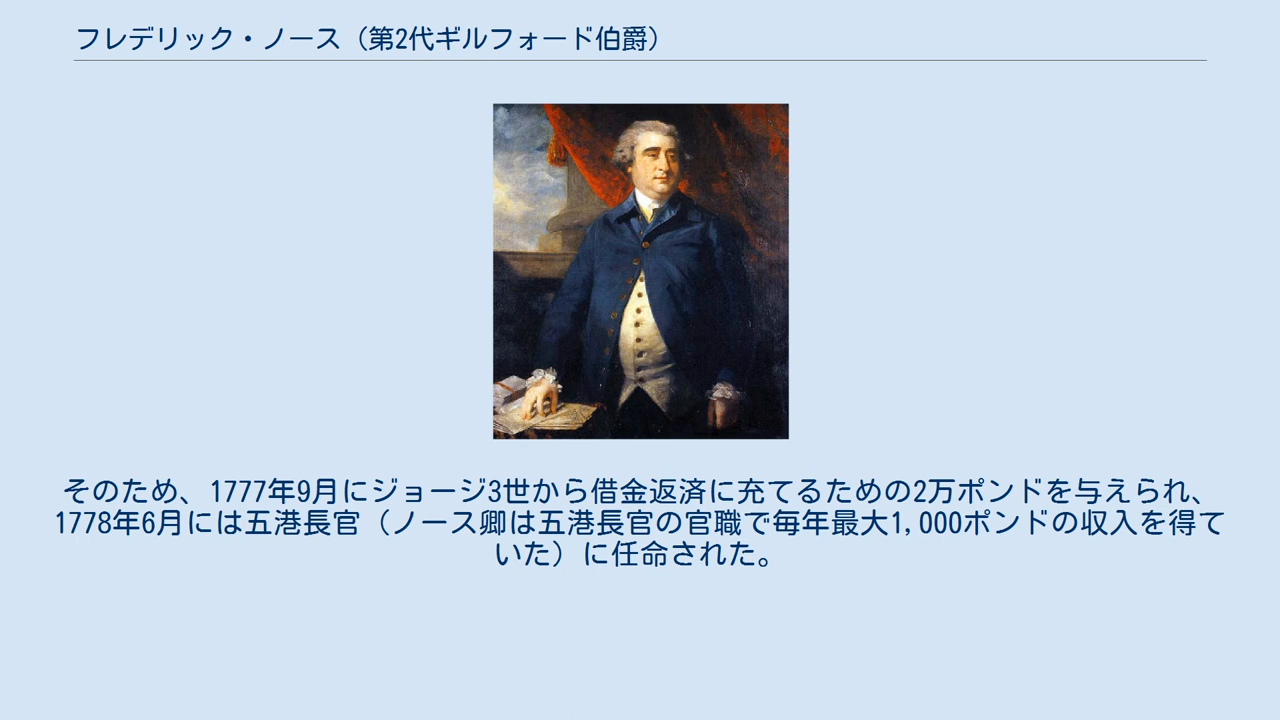 フレデリック・ノース（第2代ギルフォード伯爵）
そのため、1777年9月にジョージ3世から借金返済に充てるための2万ポンドを与えられ、
1778年6月には五港長官（ノース卿は五港長官の官職で毎年最大1,000ポンドの収入を得て
いた）に任命された。